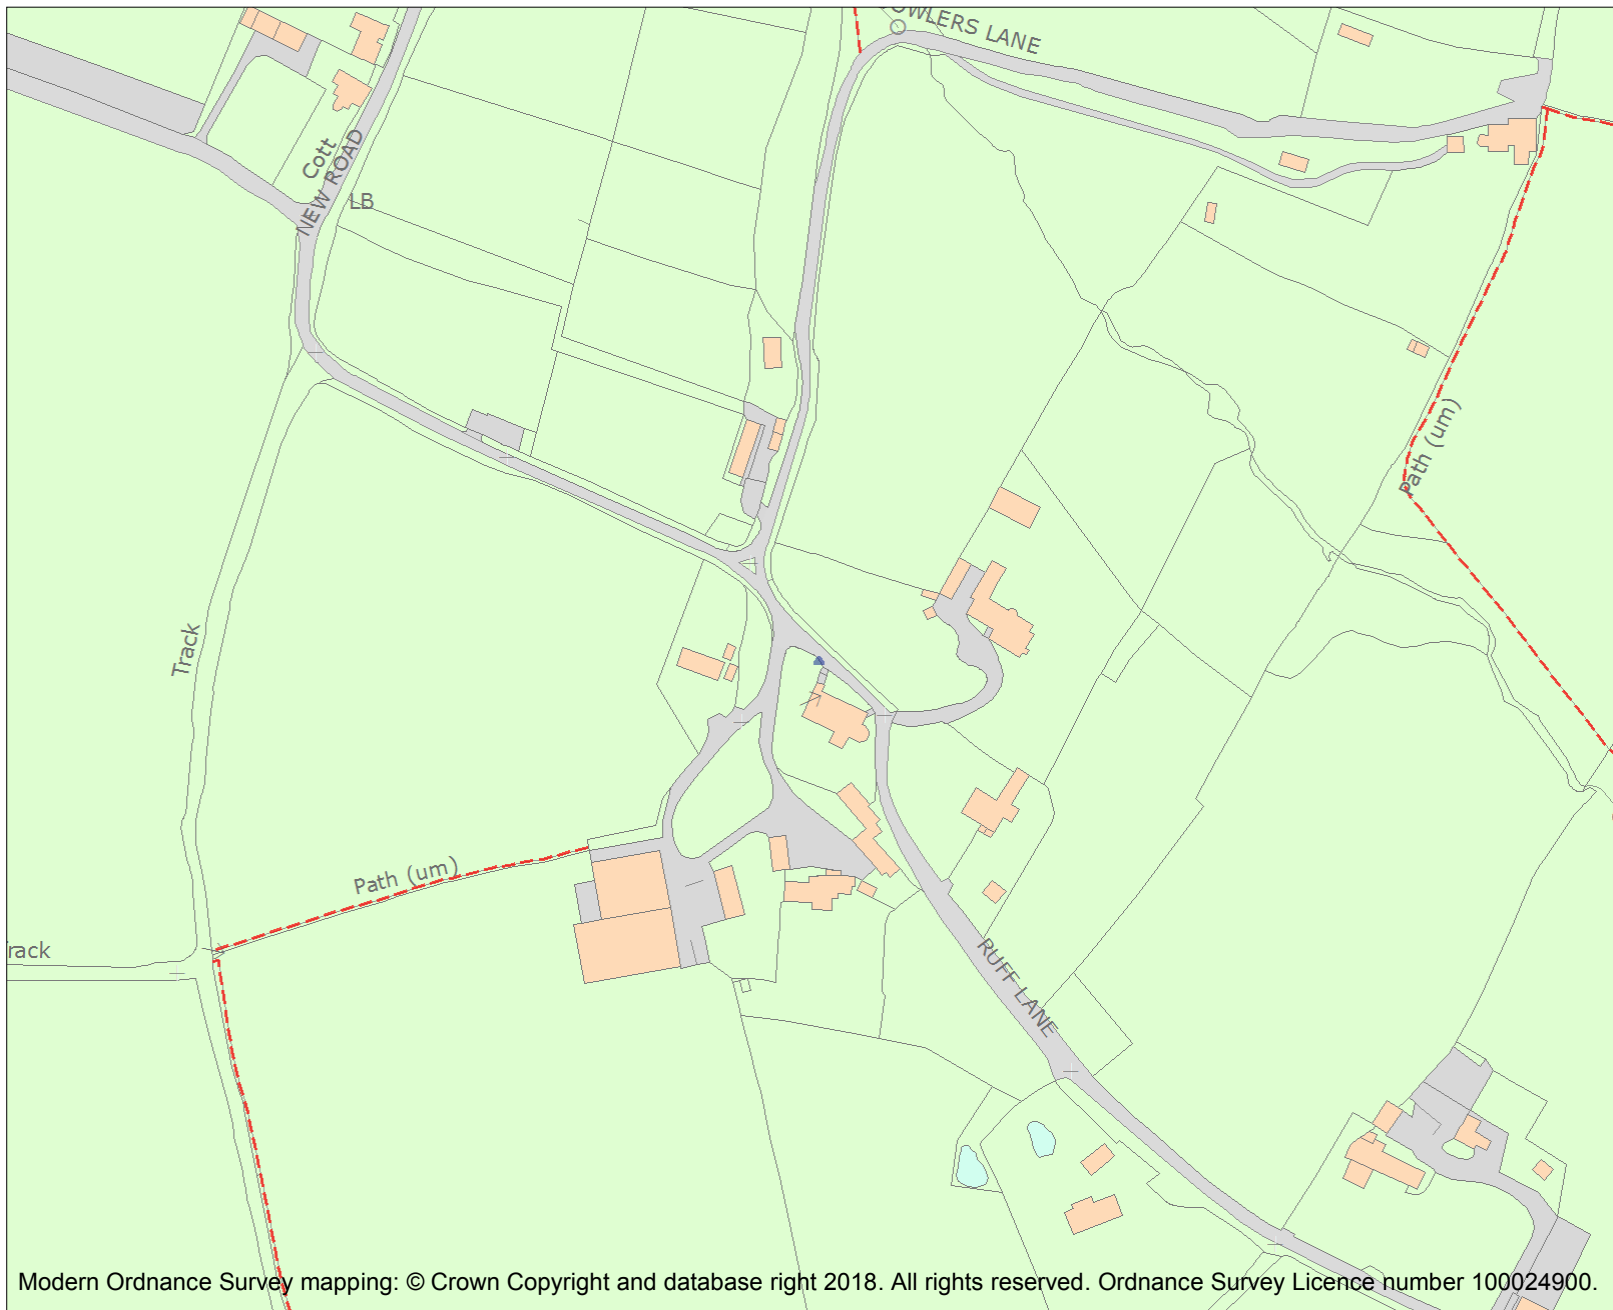 OWLERS LANE
Cott
NEW ROAD
LB
Path (um)
Track
Path (um)
rack
RUFF LANE
Modern Ordnance Survey mapping: © Crown Copyright and database right 2018. All rights reserved. Ordnance Survey Licence number 100024900.